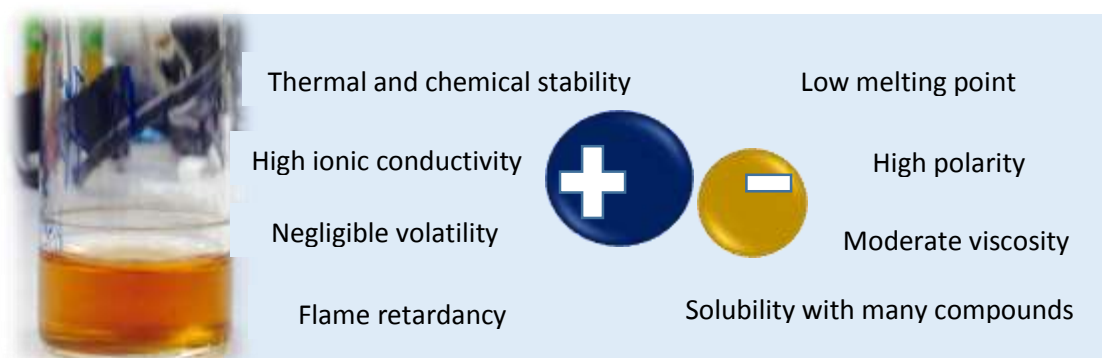 Thermal and chemical stability
Low melting point
High ionic conductivity
High polarity
Negligible volatility
Moderate viscosity
Flame retardancy
Solubility with many compounds